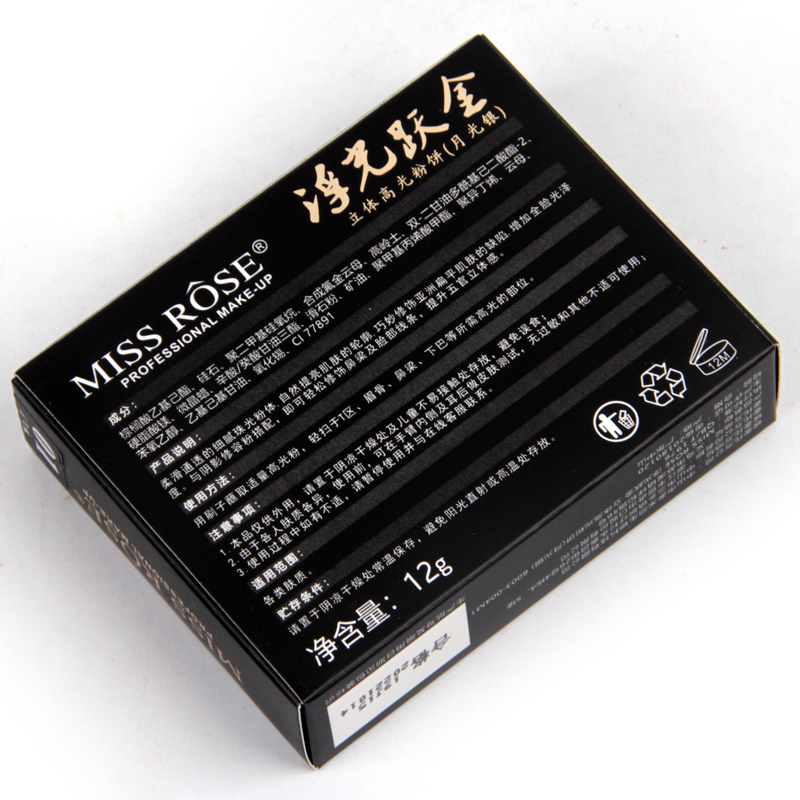 MISS RÔSE®
PROFESSIONAL MAKE-UP
浮光跃金
立体高光粉饼(月光银)
成分:
棕榈酸乙基己酯、硅石、聚二甲基硅氧烷、合成氟金云母、高岭土、双-二甘油多酰基己二酸酯-2、
硬脂酸镁、微晶蜡、辛酸/癸酸甘油三酯、滑石粉、矿油、聚甲基丙烯酸甲酯、聚异丁烯、云母、
苯氧乙醇、乙基己基甘油、氧化锡、CI 77891
产品说明:
柔滑通透的细腻珠光粉体,自然提亮肌肤的轮廓,巧妙修饰亚洲扁平肌肤的缺陷,增加全脸光泽
度。与阴影修容粉搭配,即可轻松修饰鼻梁及脸部线条,提升五官立体感。
使用方法:
用刷子蘸取适量高光粉,轻扫于T区、眉骨、鼻梁、下巴等所需高光的部位。
注意事项:
1. 本品仅供外用,请置于阴凉干燥处及儿童不易接触处存放,避免误食;
2. 由于各人肤质各异,使用前,可在手臂内侧及耳后做皮肤测试,无过敏和其他不适可使用;
3. 使用过程中如有不适,请暂停使用并与在线客服联系。
适用范围:
各类肤质。
贮存条件:
请置于阴凉干燥处常温保存,避免阳光直射或高温处存放。
净含量:12g
12M
合格
20221014